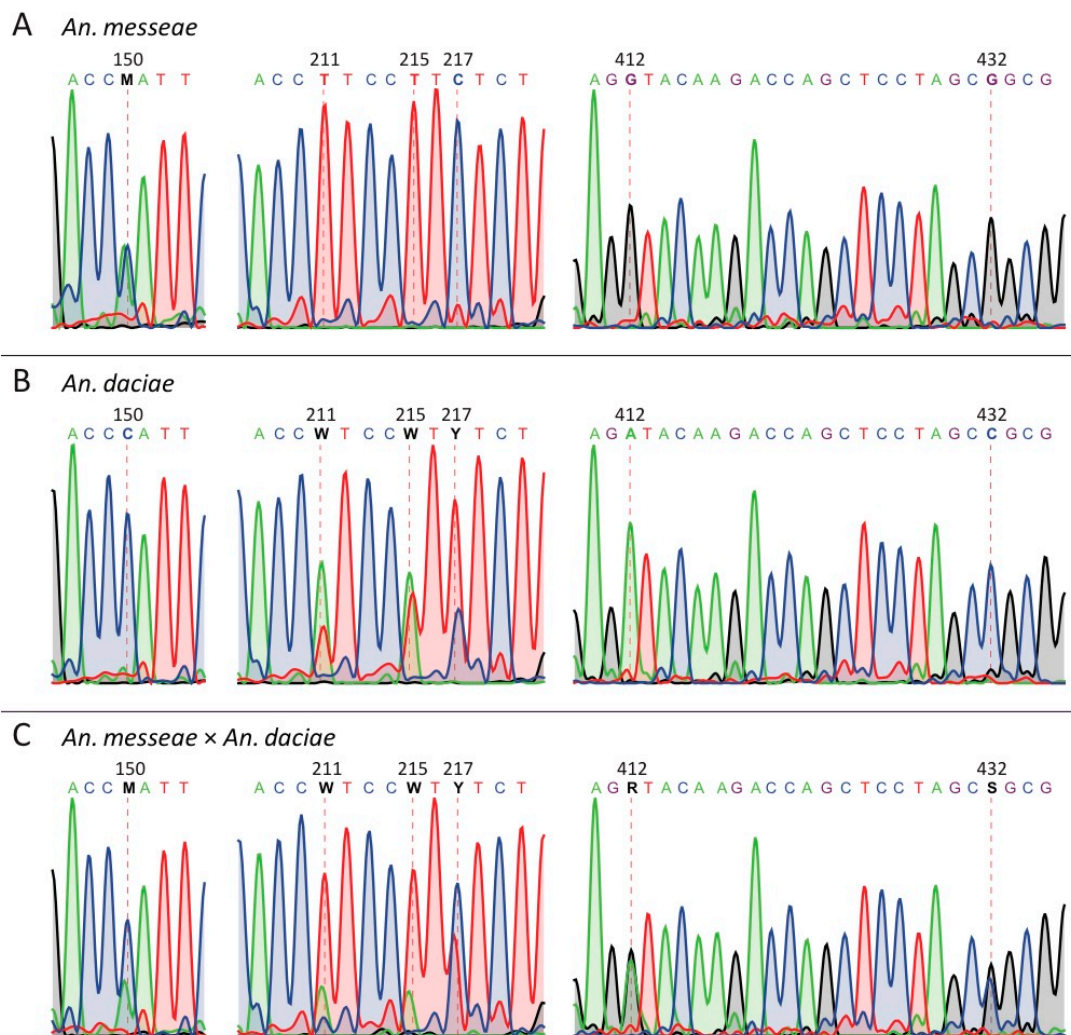 A An. messeae
150 211 215 217 412 432
A C C M A T T A C C T T C C T T C T C T A G G T A C A A G A C C A G C T C C T A G C G G C G
B An. daciae
150 211 215 217 412 432
A C C C A T T A C C W T C C W T Y T C T A G A T A C A A G A C C A G C T C C T A G C C G C G
C An. messeae × An. daciae
150 211 215 217 412 432
A C C M A T T A C C W T C C W T Y T C T A G R T A C A A G A C C A G C T C C T A G C S G C G